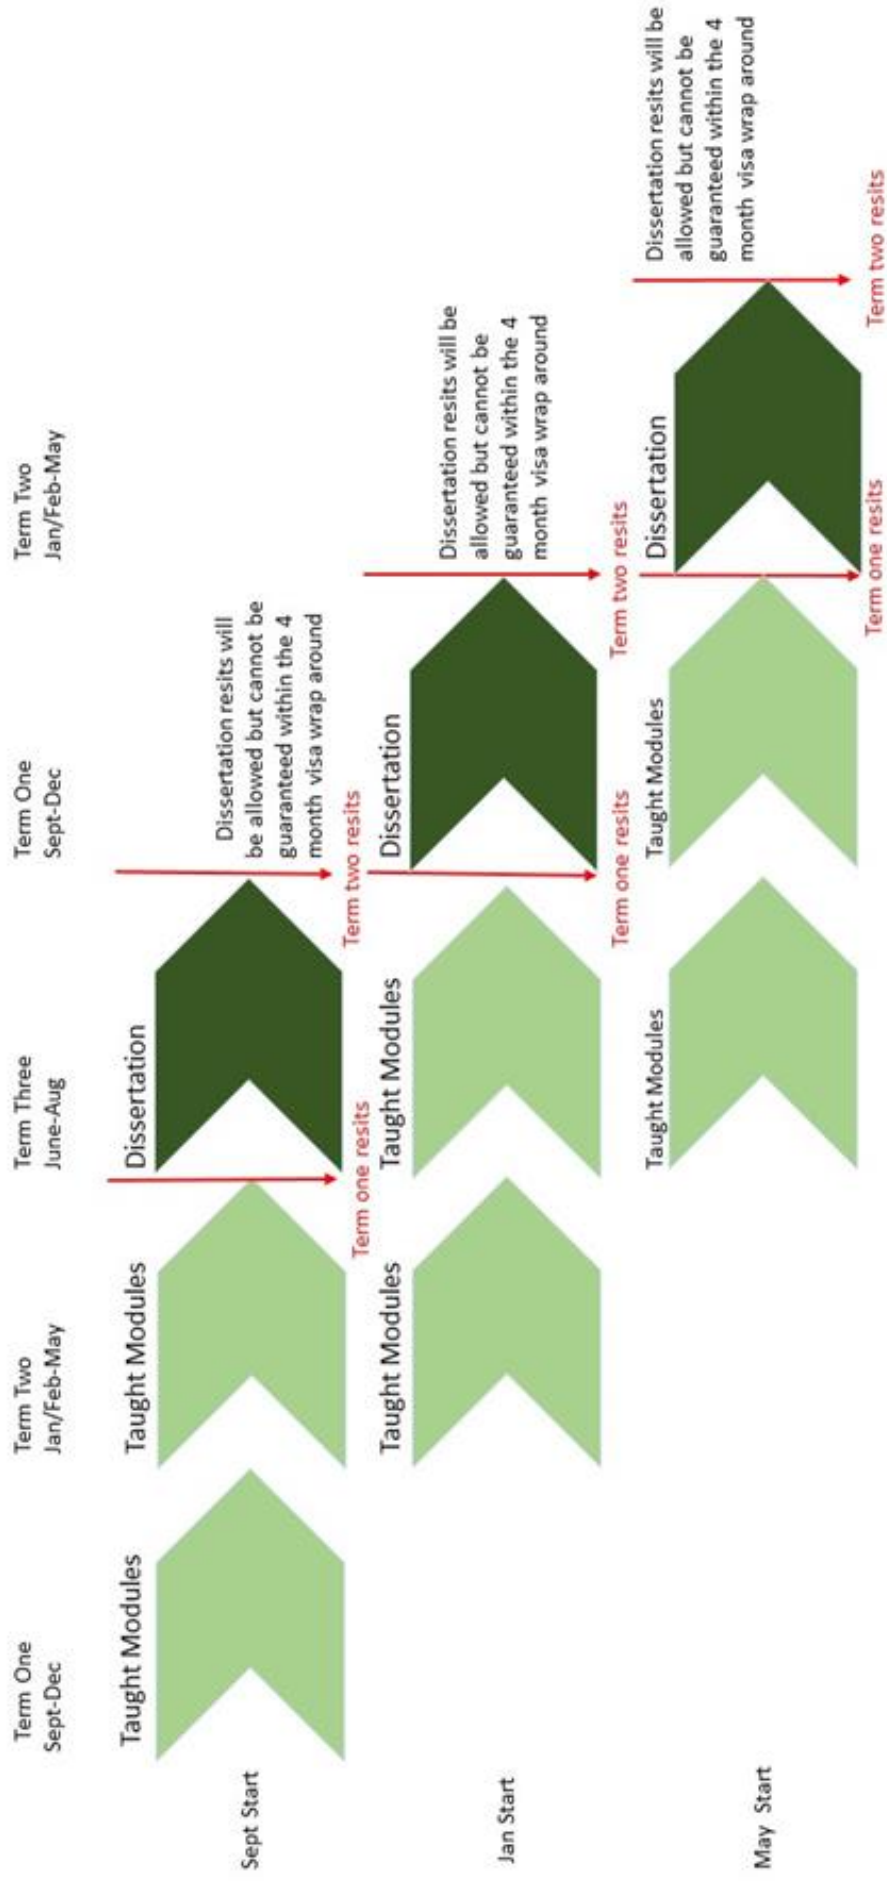 Term One
Sept-Dec
Term Two
Jan/Feb-May
Term Three
June-Aug
Term One
Sept-Dec
Term Two
Jan/Feb-May
Sept Start
Taught Modules
Taught Modules
Term one resits
Dissertation
Term two resits
Dissertation resits will
be allowed but cannot be
guaranteed within the 4
month visa wrap around
Jan Start
Taught Modules
Taught Modules
Term one resits
Dissertation
Term two resits
Dissertation resits will be
allowed but cannot be
guaranteed within the 4
month visa wrap around
May Start
Taught Modules
Taught Modules
Term one resits
Dissertation
Term two resits
Dissertation resits will be
allowed but cannot be
guaranteed within the 4
month visa wrap around